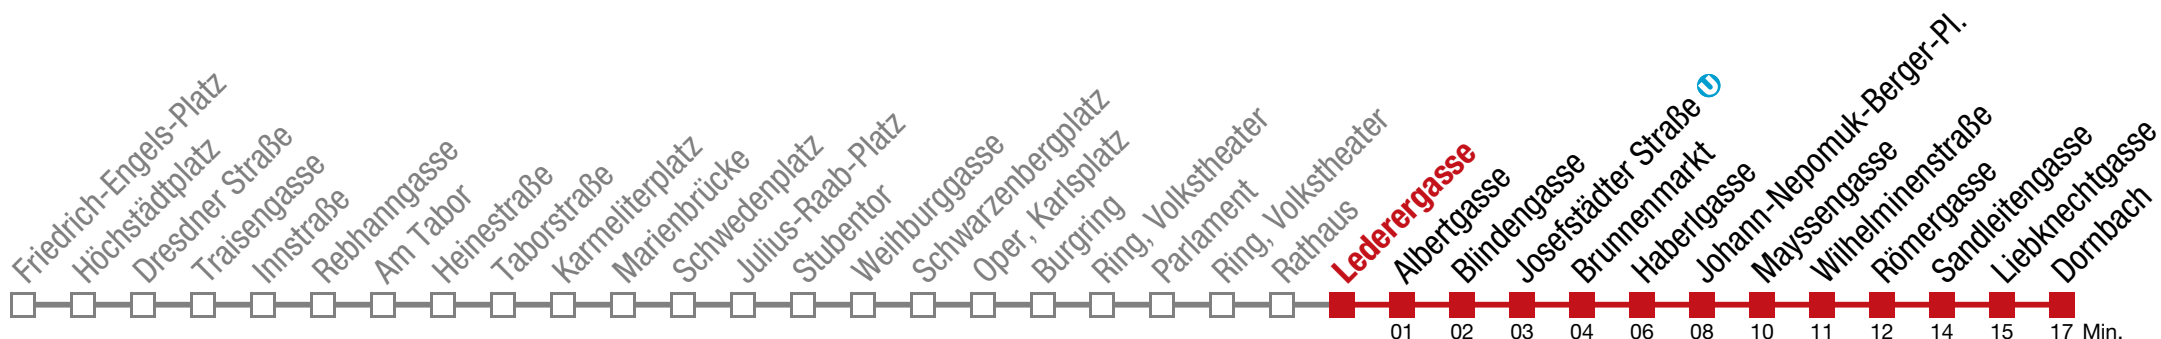 Friedrich-Engels-Platz
Höchstädtplatz
Dresdner Straße
Traisengasse
Innstraße
Rebhanngasse
Am Tabor
Heinestraße
Taborstraße
Karmeliterplatz
Marienbrücke
Schwedenplatz
Julius-Raab-Platz
Stubentor
Weihburggasse
Schwarzenbergplatz
Oper, Karlsplatz
Burgring
Ring, Volkstheater
Parlament
Ring, Volkstheater
Rathaus
Lederergasse
Albertgasse
Blindengasse
Josefstädter Straße U
Brunnenmarkt
Haberlgasse
Johann-Nepomuk-Berger-Pl.
Mayssengasse
Wilhelminenstraße
Römergasse
Sandleitengasse
Liebknechtgasse
Dornbach
01 02 03 04 06 08 10 11 12 14 15 17 Min.